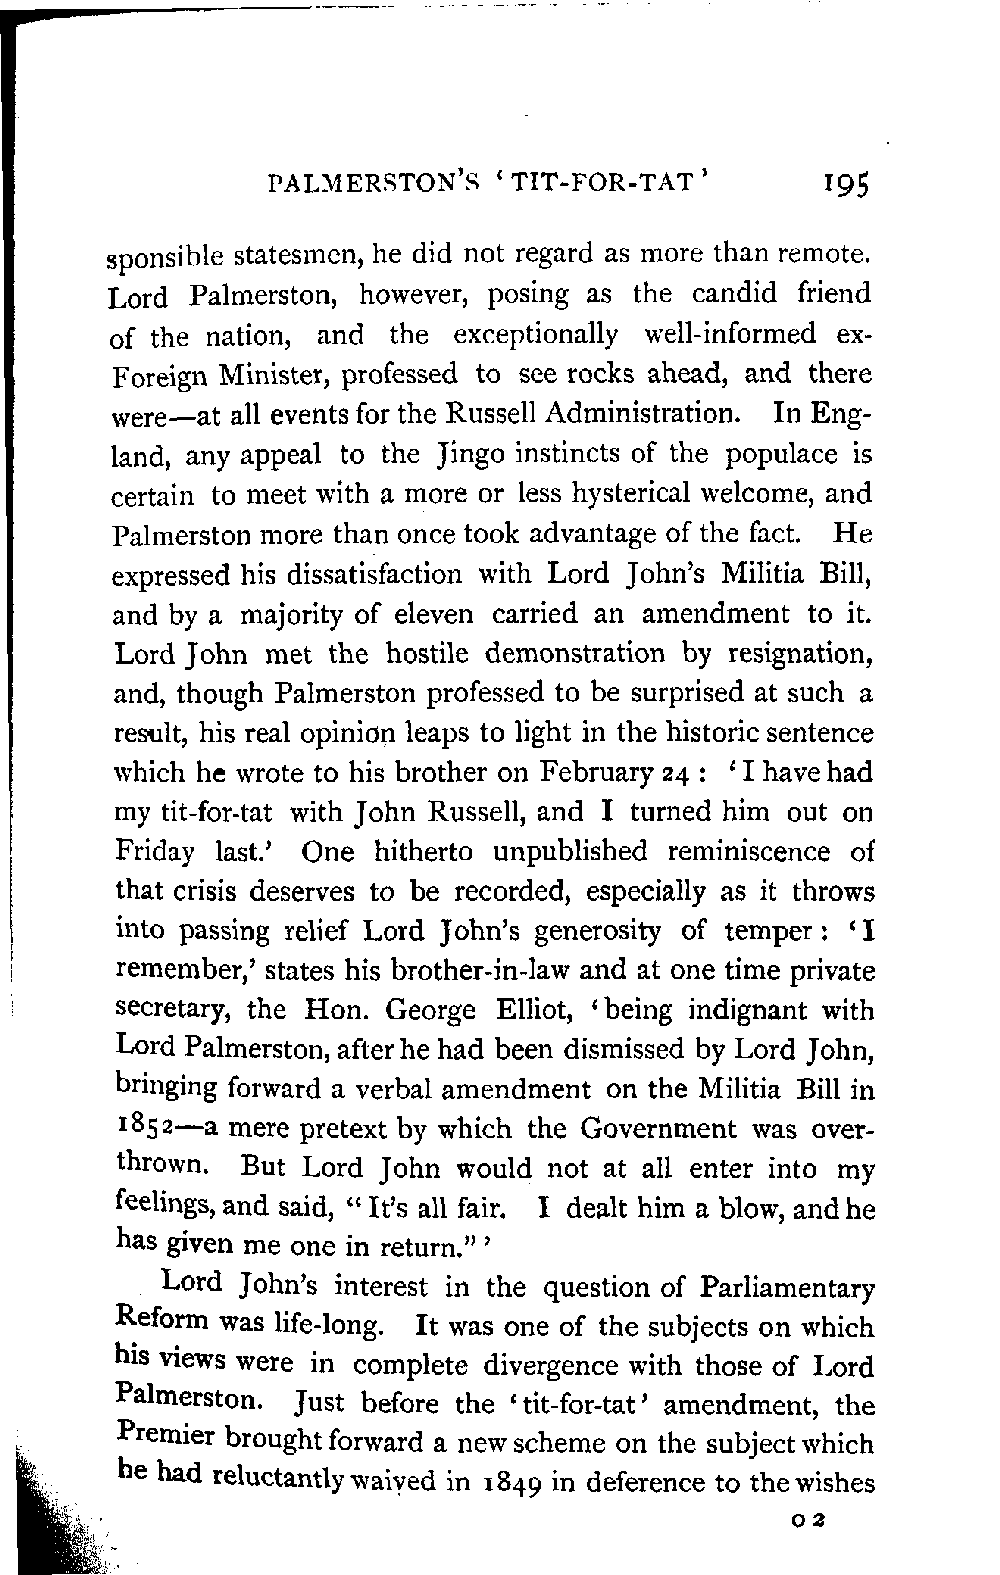 PALMERSTON'S ‘TIT-FOR-TAT’ 195
sponsible statesmen, he did not regard as more than remote.
Lord Palmerston, however, posing as the candid friend
of the nation, and the exceptionally well-informed ex-
Foreign Minister, professed to see rocks ahead, and there
were—at all events for the Russell Administration. In Eng-
land, any appeal to the Jingo instincts of the populace is
certain to meet with a more or less hysterical welcome, and
Palmerston more than once took advantage of the fact. He
expressed his dissatisfaction with Lord John's Militia Bill,
and by a majority of eleven carried an amendment to it.
Lord John met the hostile demonstration by resignation,
and, though Palmerston professed to be surprised at such a
result, his real opinion leaps to light in the historic sentence
which he wrote to his brother on February 24 : ‘I have had
my tit-for-tat with John Russell, and I turned him out on
Friday last.’ One hitherto unpublished reminiscence of
that crisis deserves to be recorded, especially as it throws
into passing relief Lord John's generosity of temper : ‘I
remember,’ states his brother-in-law and at one time private
secretary, the Hon. George Elliot, ‘being indignant with
Lord Palmerston, after he had been dismissed by Lord John,
bringing forward a verbal amendment on the Militia Bill in
1852—a mere pretext by which the Government was over-
thrown. But Lord John would not at all enter into my
feelings, and said, “It's all fair. I dealt him a blow, and he
has given me one in return.”’
Lord John's interest in the question of Parliamentary
Reform was life-long. It was one of the subjects on which
his views were in complete divergence with those of Lord
Palmerston. Just before the ‘tit-for-tat’ amendment, the
Premier brought forward a new scheme on the subject which
he had reluctantly waived in 1849 in deference to the wishes
O 2